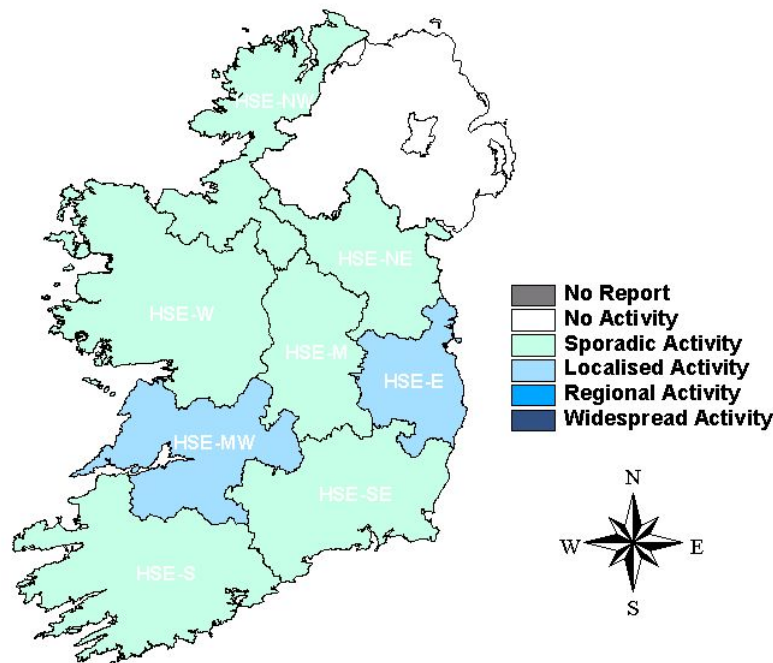 HSE-NW
HSE-NE
HSE-W
HSE-M
HSE-E
HSE-MW
HSE-SE
HSE-S
No Report
No Activity
Sporadic Activity
Localised Activity
Regional Activity
Widespread Activity
N
W E
S